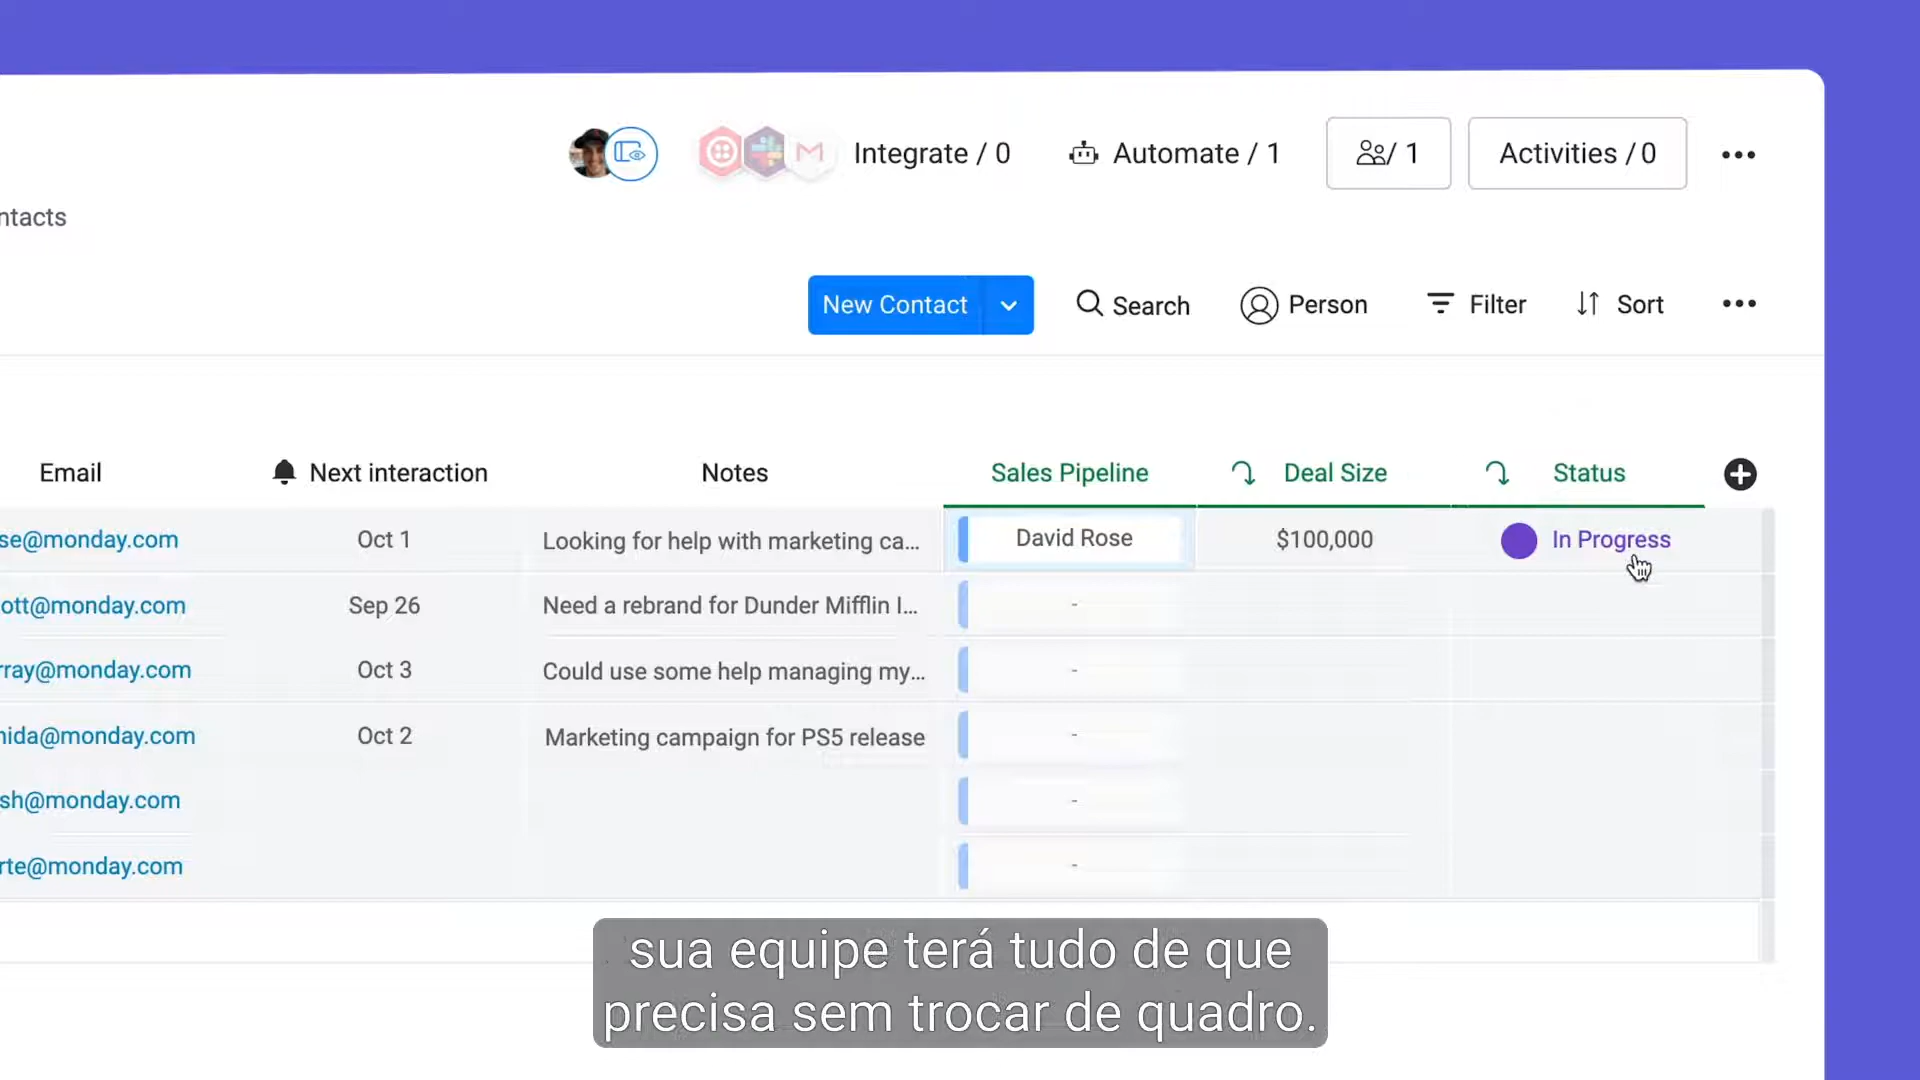 Integrate / 0
Automate / 1
/ 1
Activities / 0
ntacts
New Contact
Search
Person
Filter
Sort
Email
Next interaction
Notes
Sales Pipeline
Deal Size
Status
se@monday.com
Oct 1
Looking for help with marketing ca...
David Rose
$100,000
In Progress
ott@monday.com
Sep 26
Need a rebrand for Dunder Mifflin I...
-
rray@monday.com
Oct 3
Could use some help managing my...
-
nida@monday.com
Oct 2
Marketing campaign for PS5 release
-
sh@monday.com
-
rte@monday.com
-
sua equipe terá tudo de que
precisa sem trocar de quadro.